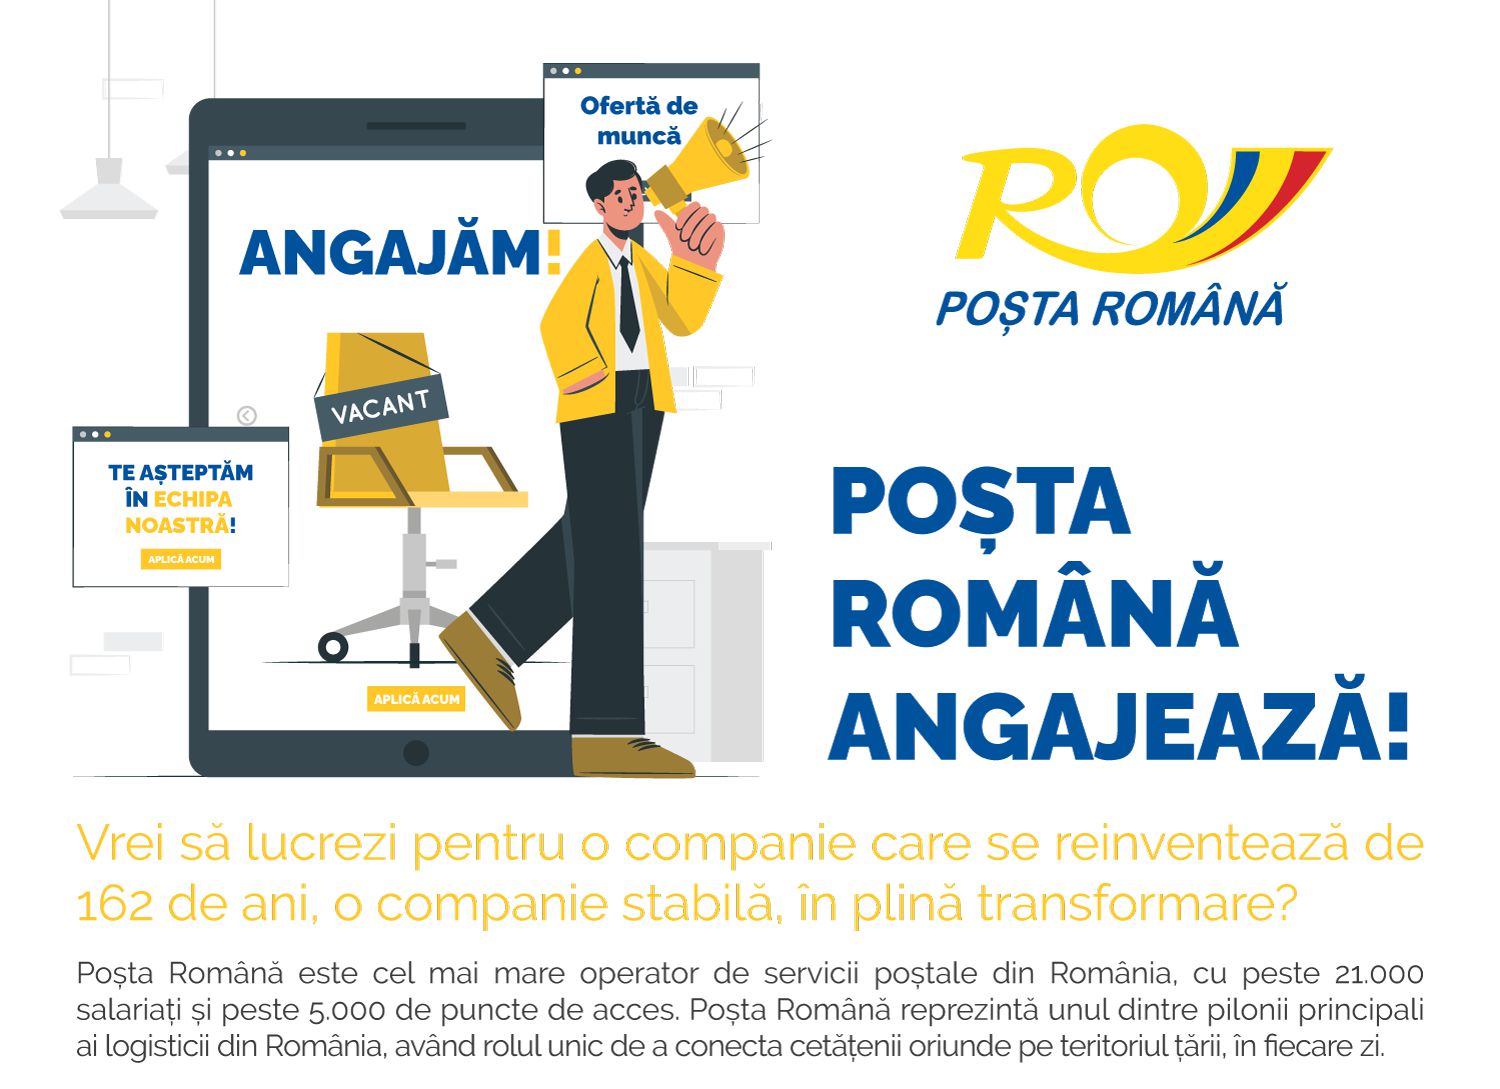 Ofertă de
muncă
ANGAJĂM!
VACANT
TE AȘTEPTĂM
ÎN ECHIPA
NOASTRĂ!
APLICĂ ACUM
APLICĂ ACUM
RO
POȘTA ROMÂNĂ
POȘTA
ROMÂNĂ
ANGAJEAZĂ!
Vrei să lucrezi pentru o companie care se reinventează de
162 de ani, o companie stabilă, în plină transformare?
Poșta Română este cel mai mare operator de servicii poștale din România, cu peste 21.000
salariați și peste 5.000 de puncte de acces. Poșta Română reprezintă unul dintre pilonii principali
ai logisticii din România, având rolul unic de a conecta cetățenii oriunde pe teritoriul țării, în fiecare zi.